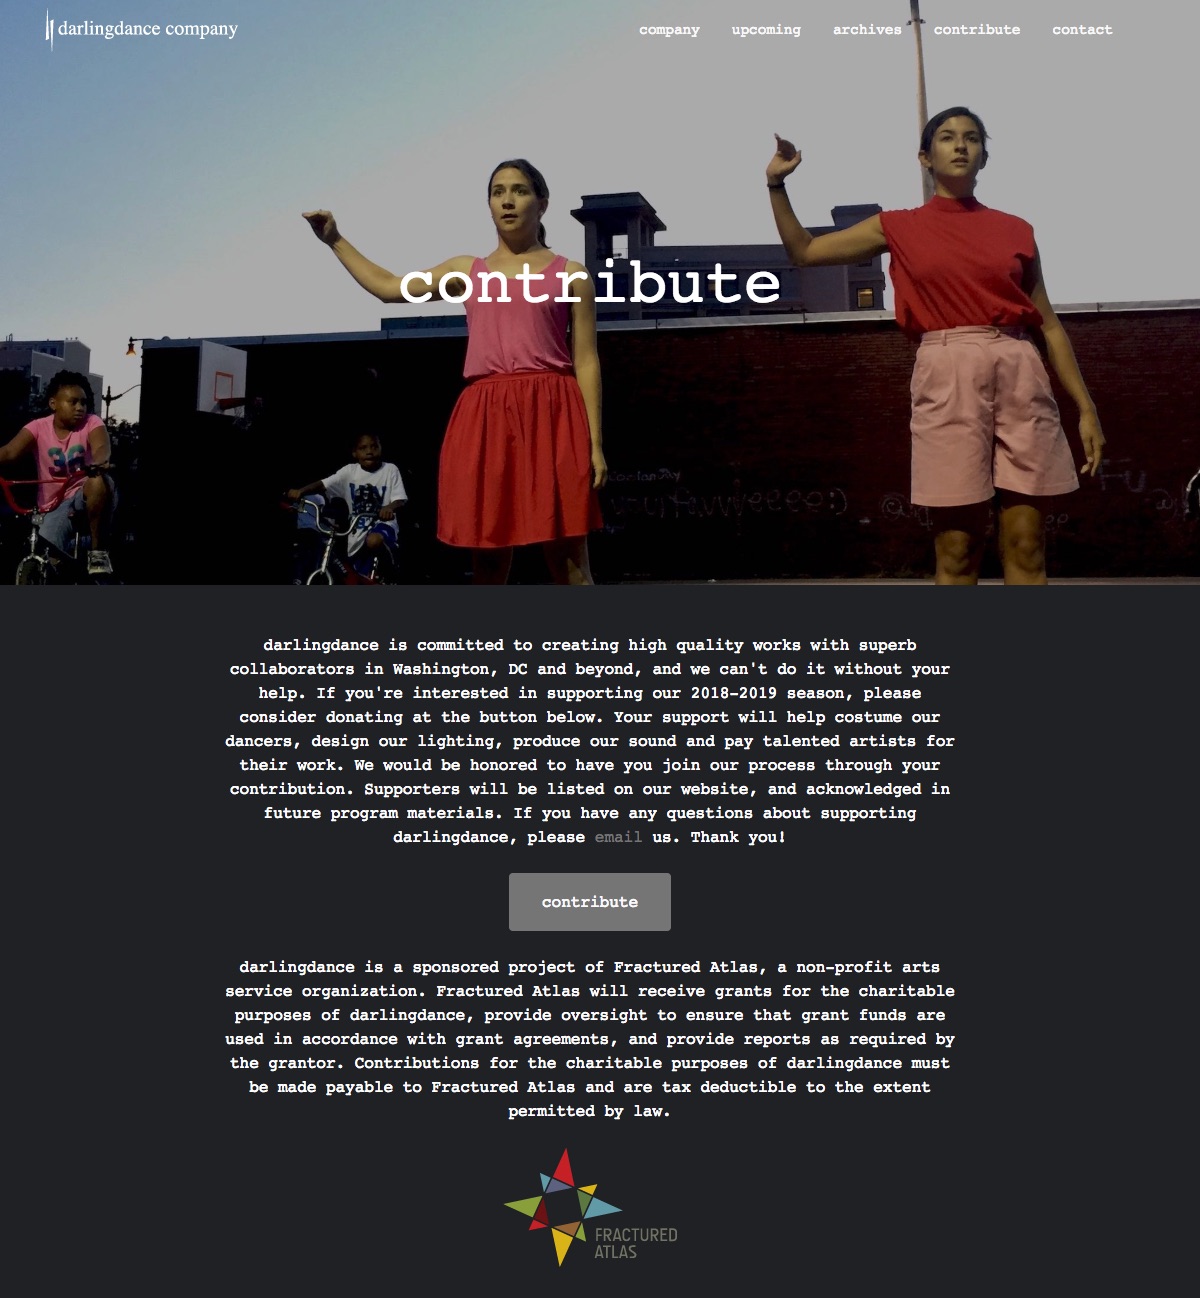 darlingdance company
company upcoming archives contribute contact
contribute
darlingdance is committed to creating high quality works with superb
collaborators in Washington, DC and beyond, and we can't do it without your
help. If you're interested in supporting our 2018-2019 season, please
consider donating at the button below. Your support will help costume our
dancers, design our lighting, produce our sound and pay talented artists for
their work. We would be honored to have you join our process through your
contribution. Supporters will be listed on our website, and acknowledged in
future program materials. If you have any questions about supporting
darlingdance, please email us. Thank you!
contribute
darlingdance is a sponsored project of Fractured Atlas, a non-profit arts
service organization. Fractured Atlas will receive grants for the charitable
purposes of darlingdance, provide oversight to ensure that grant funds are
used in accordance with grant agreements, and provide reports as required by
the grantor. Contributions for the charitable purposes of darlingdance must
be made payable to Fractured Atlas and are tax deductible to the extent
permitted by law.
FRACTURED
ATLAS